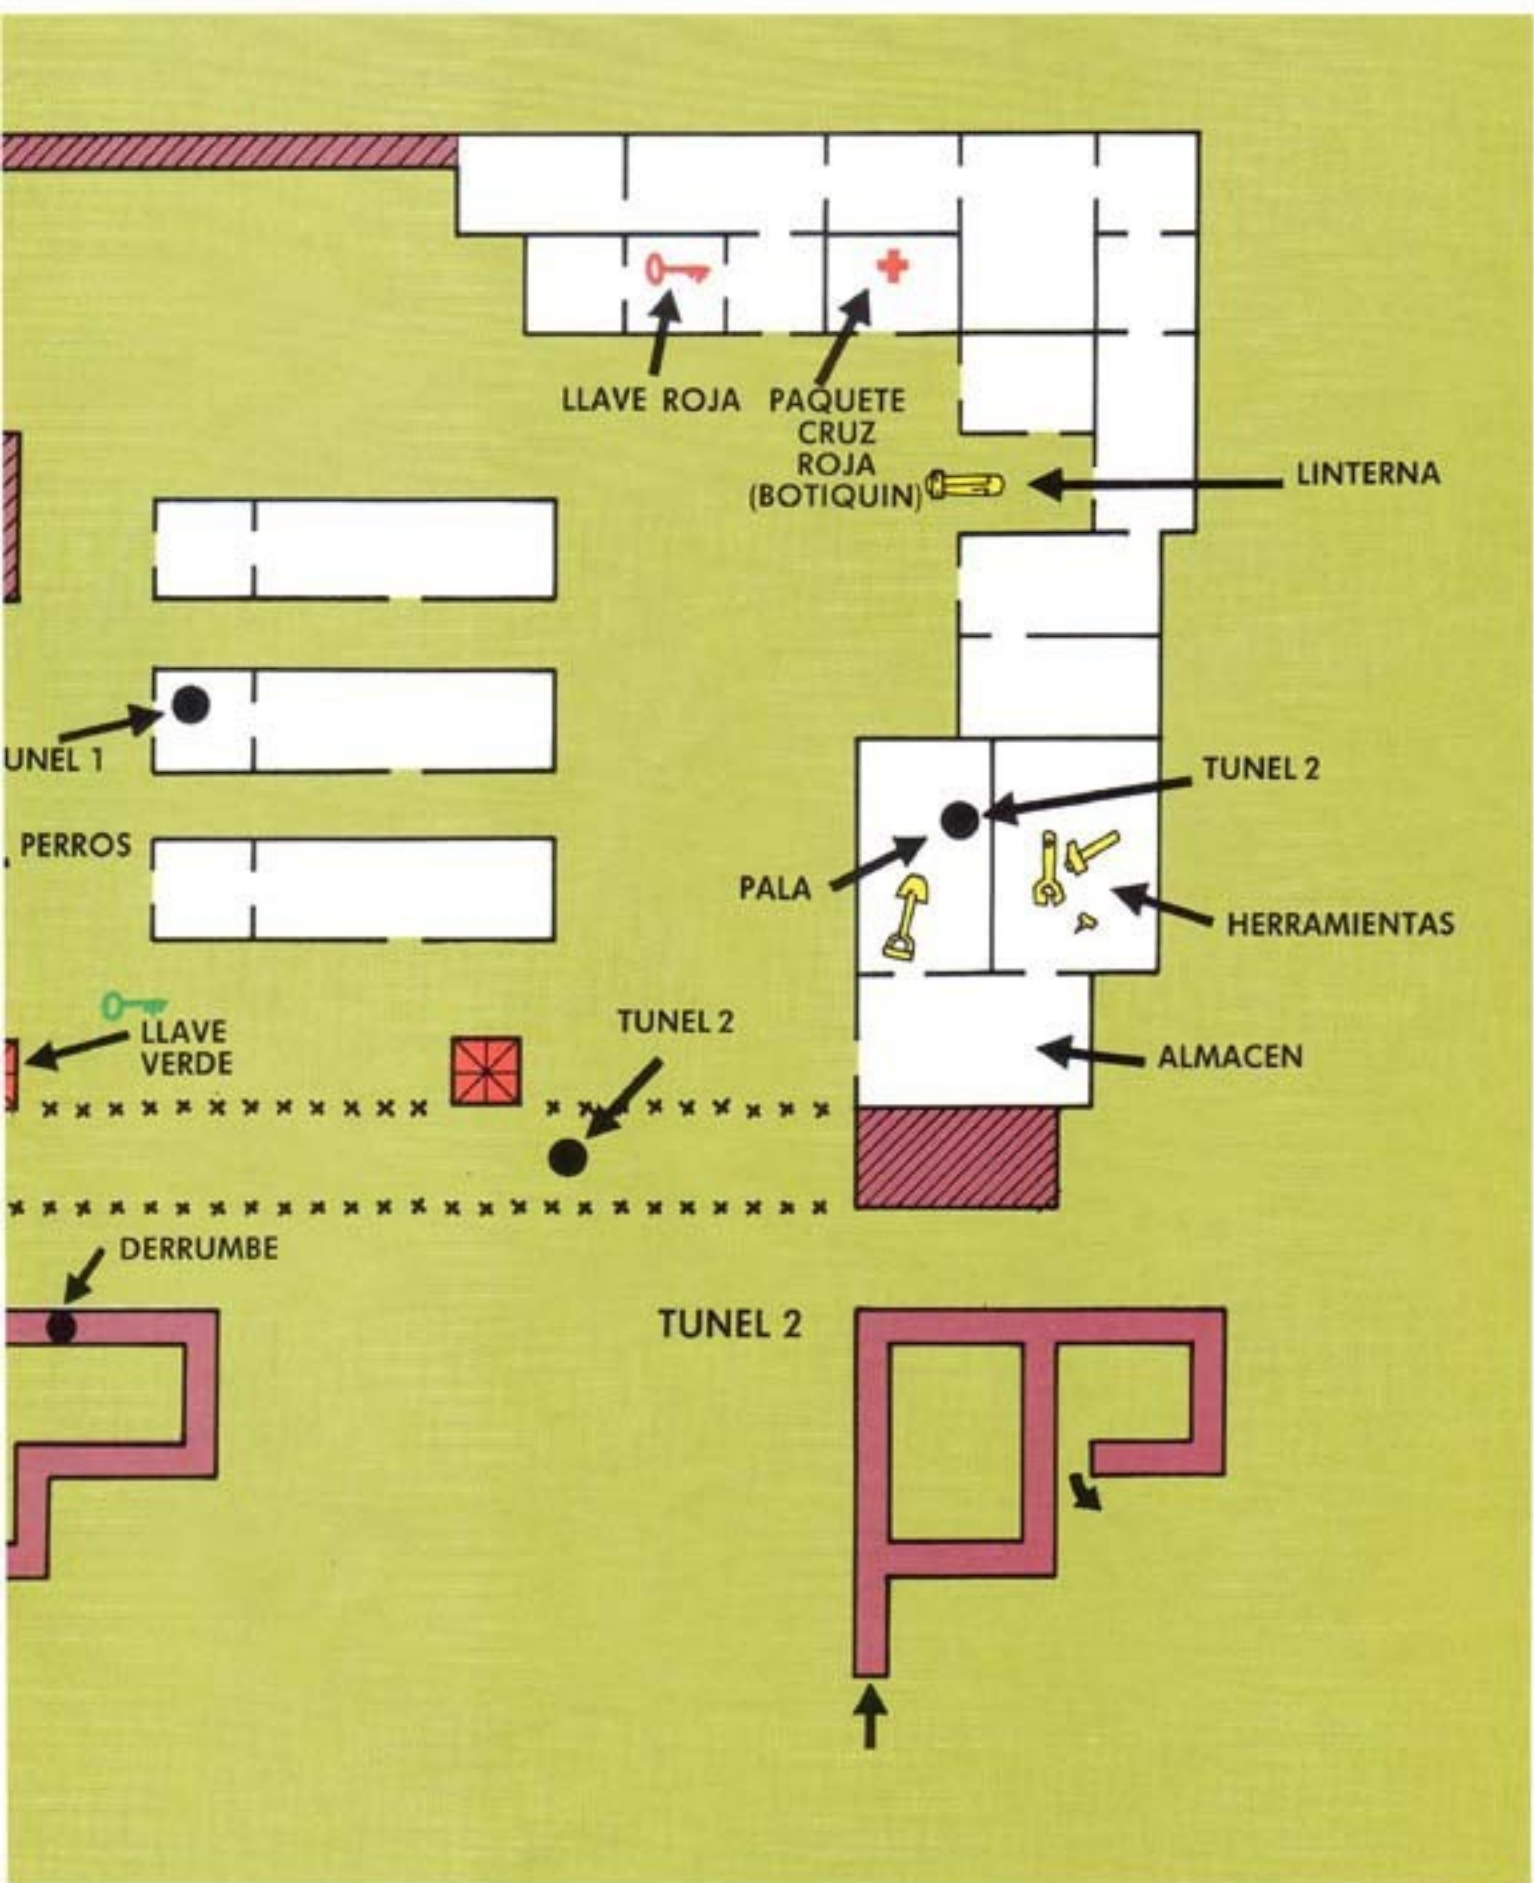 LLAVE ROJA
PAQUETE
CRUZ
ROJA
(BOTIQUIN)
LINTERNA
UNEL 1
TUNEL 2
PERROS
PALA
HERRAMIENTAS
LLAVE
VERDE
TUNEL 2
ALMACEN
DERRUMBE
TUNEL 2